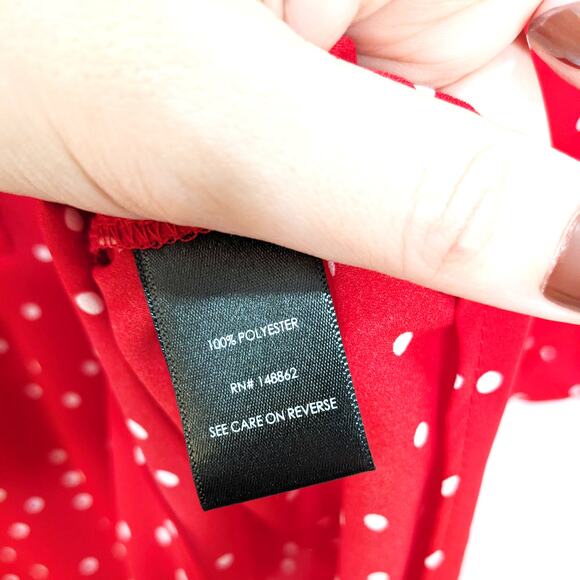 100% POLYESTER
RN# 148862
SEE CARE ON REVERSE